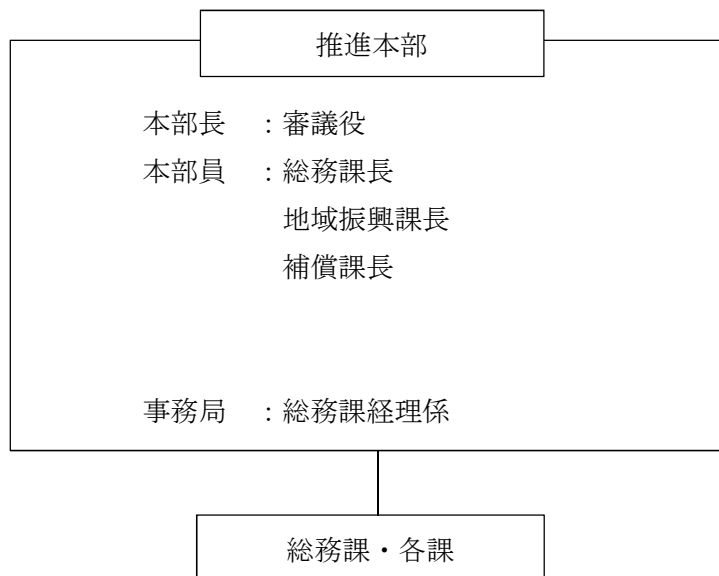 推進本部
本部長　：審議役
本部員　：総務課長
地域振興課長
補償課長
事務局　：総務課経理係
総務課・各課